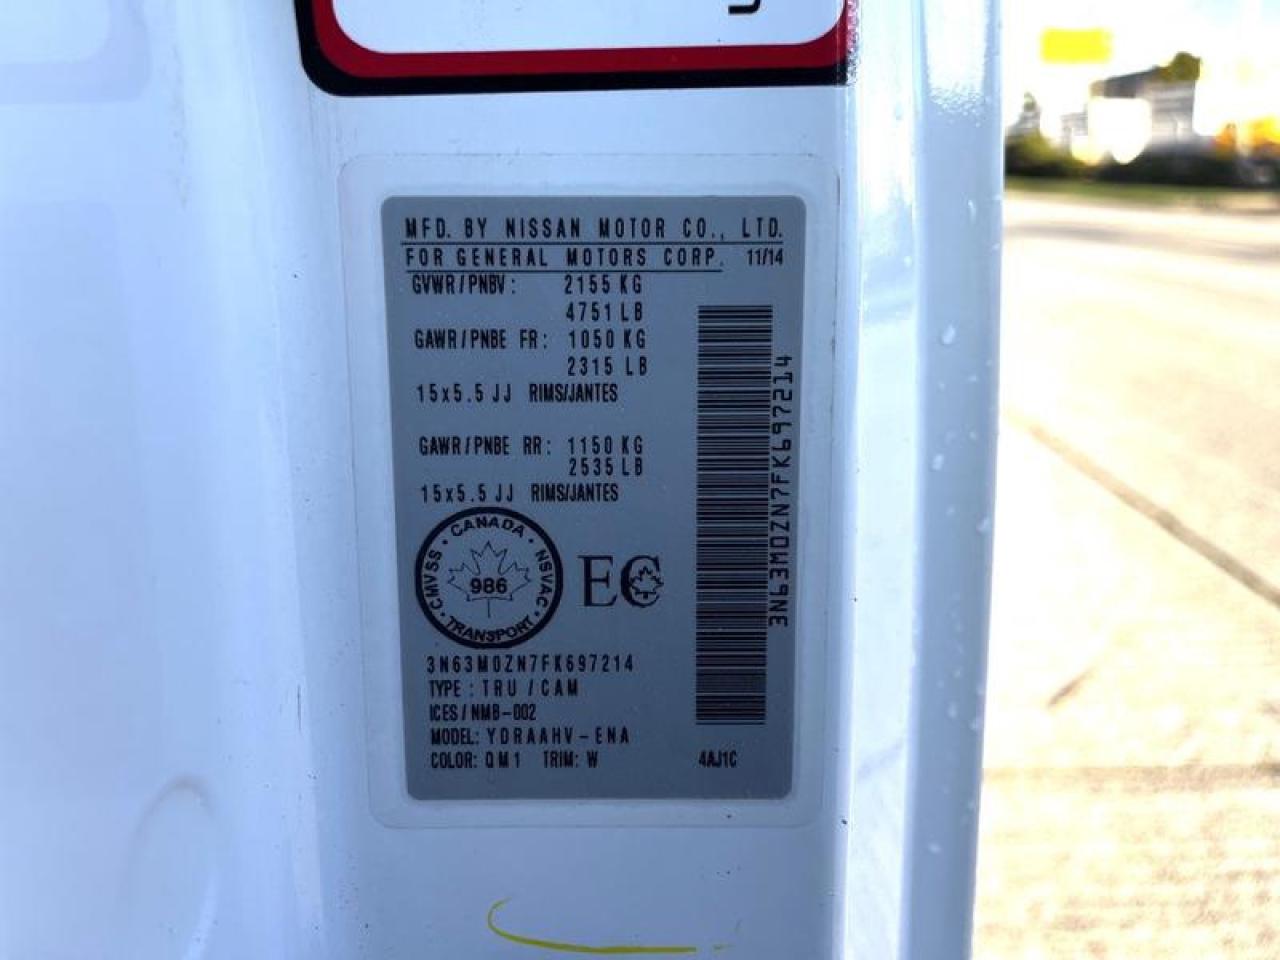 MFD. BY NISSAN MOTOR CO., LTD.
FOR GENERAL MOTORS CORP. 11/14
GVWR/PNBV: 2155 KG
4751 LB
GAWR/PNBE FR: 1050 KG
2315 LB
15x5.5 JJ RIMS/JANTES
GAWR/PNBE RR: 1150 KG
2535 LB
15x5.5 JJ RIMS/JANTES
· CANADA ·
CMVSS NSVAC
986
· TRANSPORT ·
EC
3N63M0ZN7FK697214
TYPE: TRU / CAM
ICES / NMB-002
MODEL: YDRAAHV-ENA
COLOR: QM1 TRIM: W 4AJ1C
3N63M0ZN7FK697214